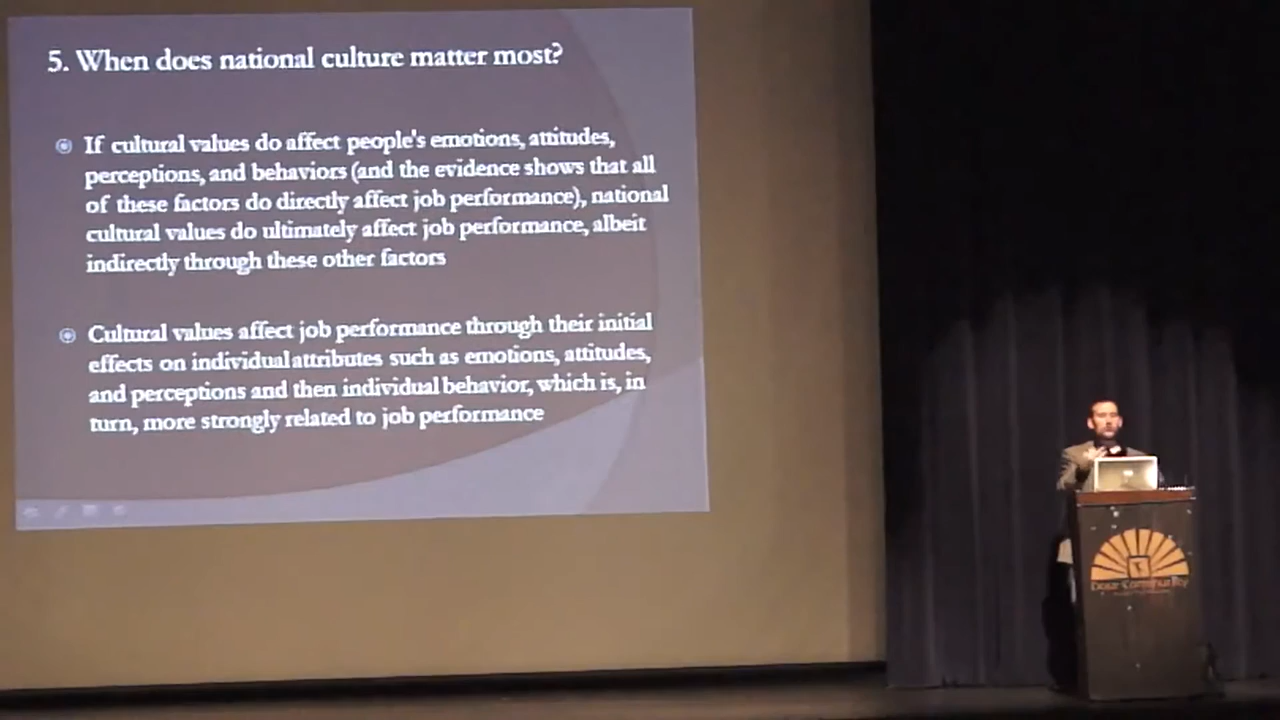 5. When does national culture matter most?
If cultural values do affect people's emotions, attitudes,
perceptions, and behaviors (and the evidence shows that all
of these factors do directly affect job performance), national
cultural values do ultimately affect job performance, albeit
indirectly through these other factors
Cultural values affect job performance through their initial
effects on individual attributes such as emotions, attitudes,
and perceptions and then individual behavior, which is, in
turn, more strongly related to job performance
Community